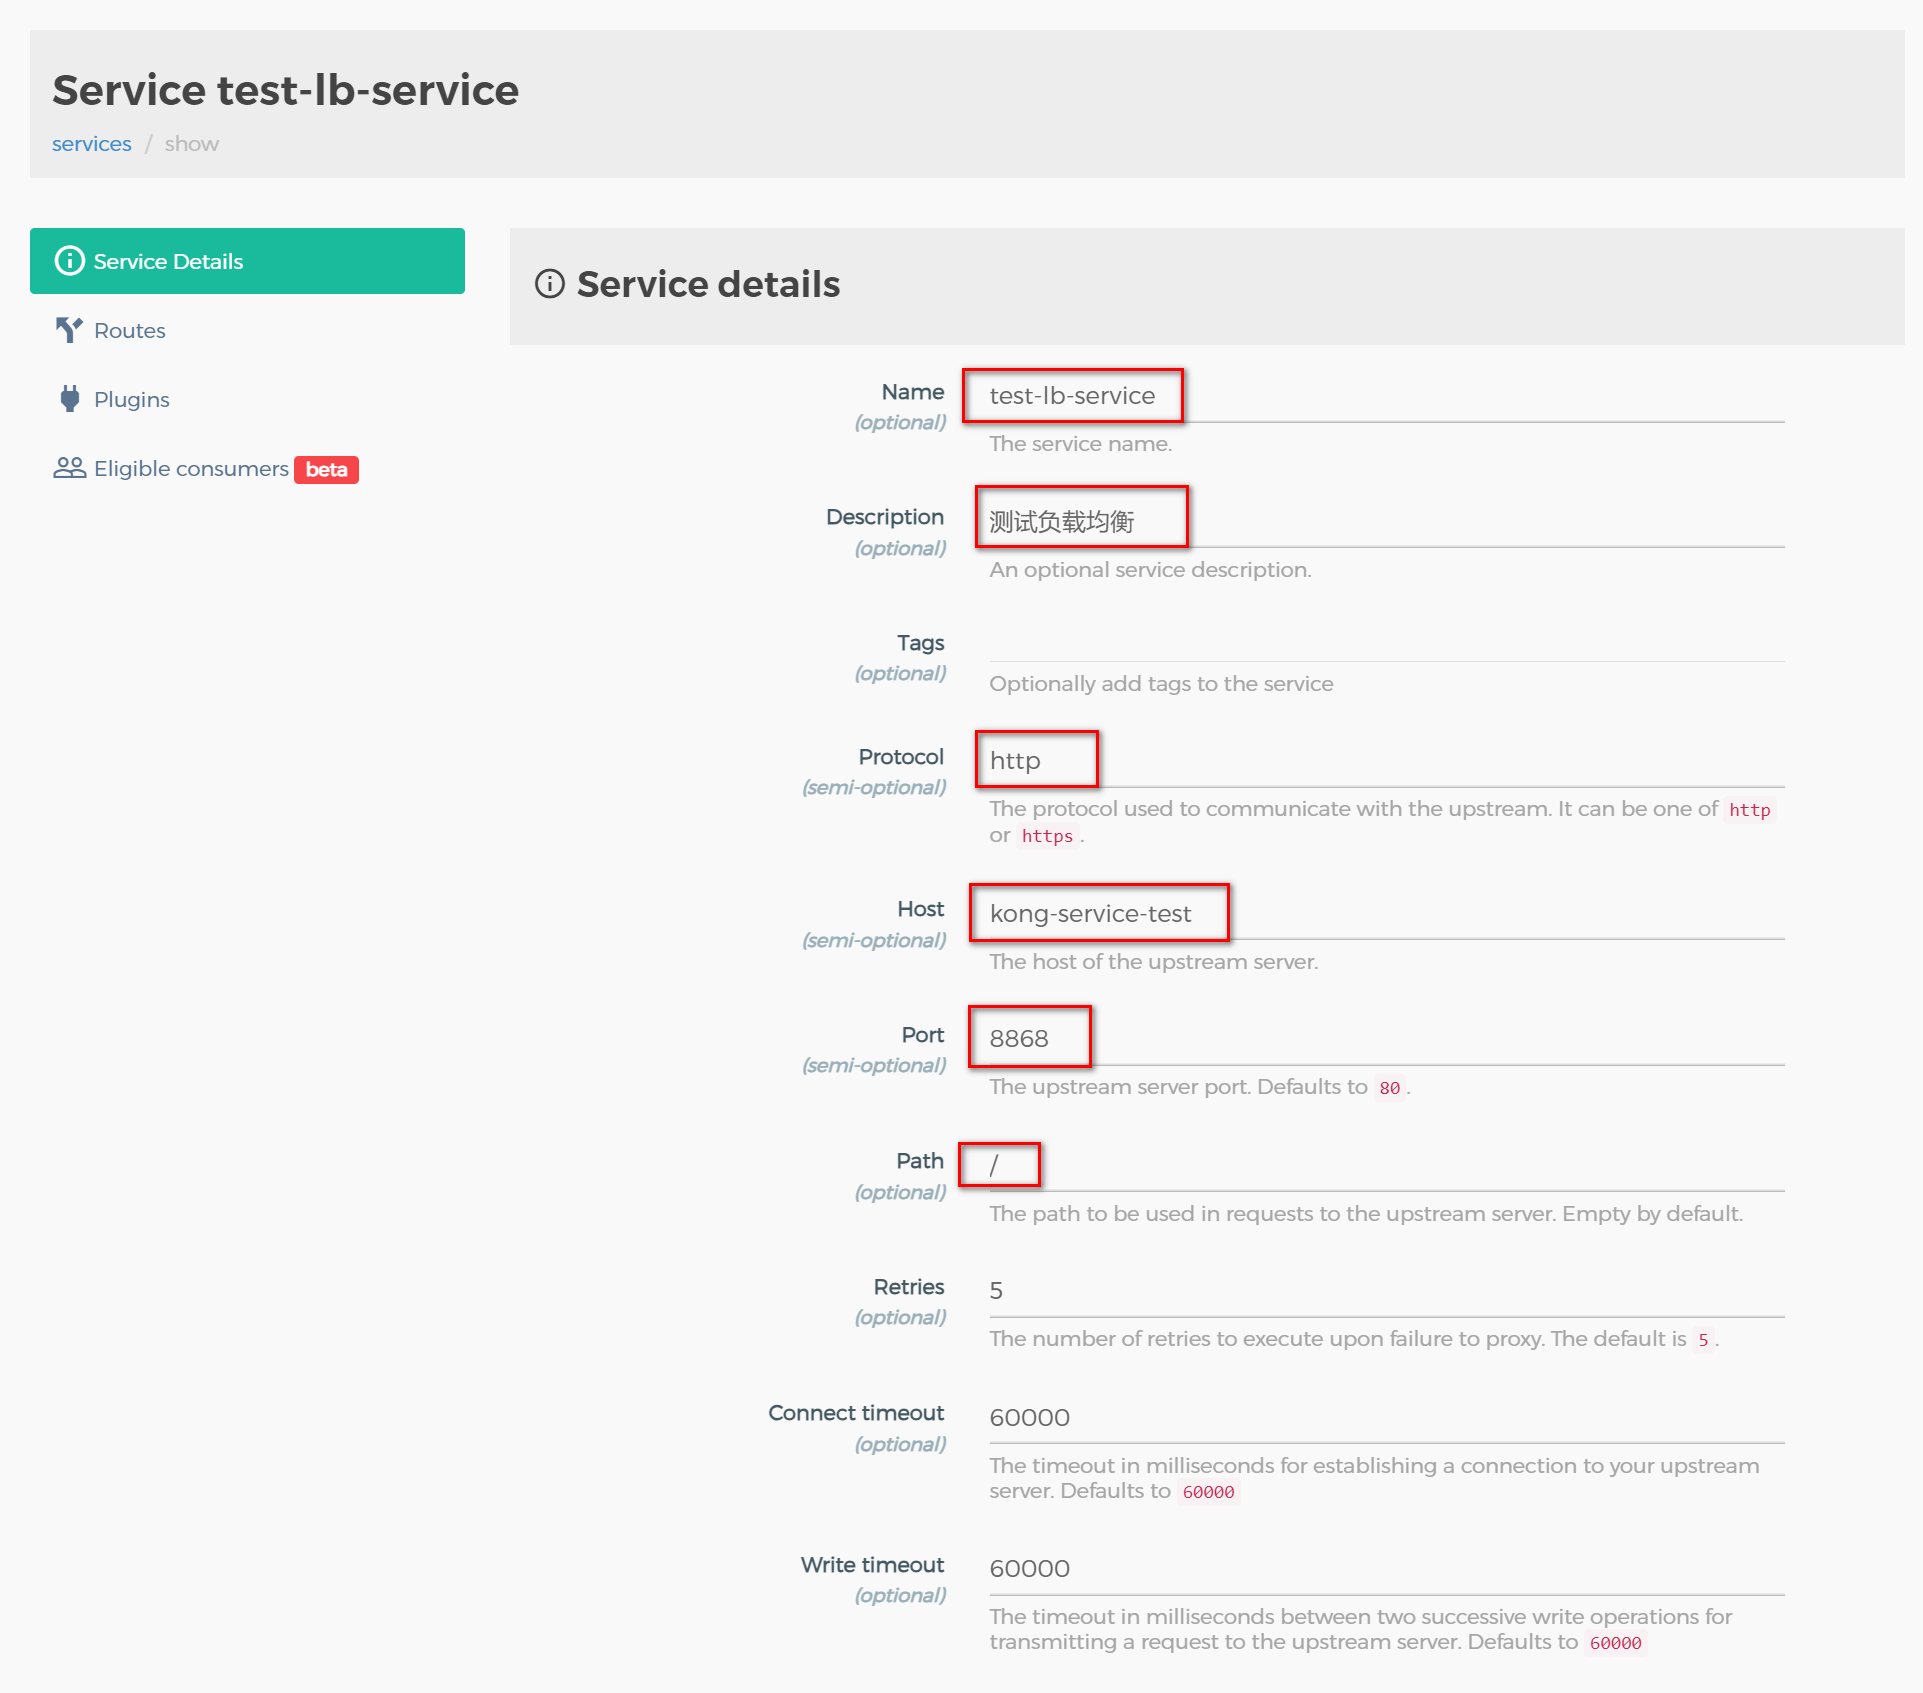 Service test-lb-service
services / show
Service Details
Routes
Plugins
Eligible consumers beta
Service details
Name
(optional)
test-lb-service
The service name.
Description
(optional)
测试负载均衡
An optional service description.
Tags
(optional)
Optionally add tags to the service
Protocol
(semi-optional)
http
The protocol used to communicate with the upstream. It can be one of http
or https.
Host
(semi-optional)
kong-service-test
The host of the upstream server.
Port
(semi-optional)
8868
The upstream server port. Defaults to 80.
Path
(optional)
/
The path to be used in requests to the upstream server. Empty by default.
Retries
(optional)
5
The number of retries to execute upon failure to proxy. The default is 5.
Connect timeout
(optional)
60000
The timeout in milliseconds for establishing a connection to your upstream
server. Defaults to 60000
Write timeout
(optional)
60000
The timeout in milliseconds between two successive write operations for
transmitting a request to the upstream server. Defaults to 60000